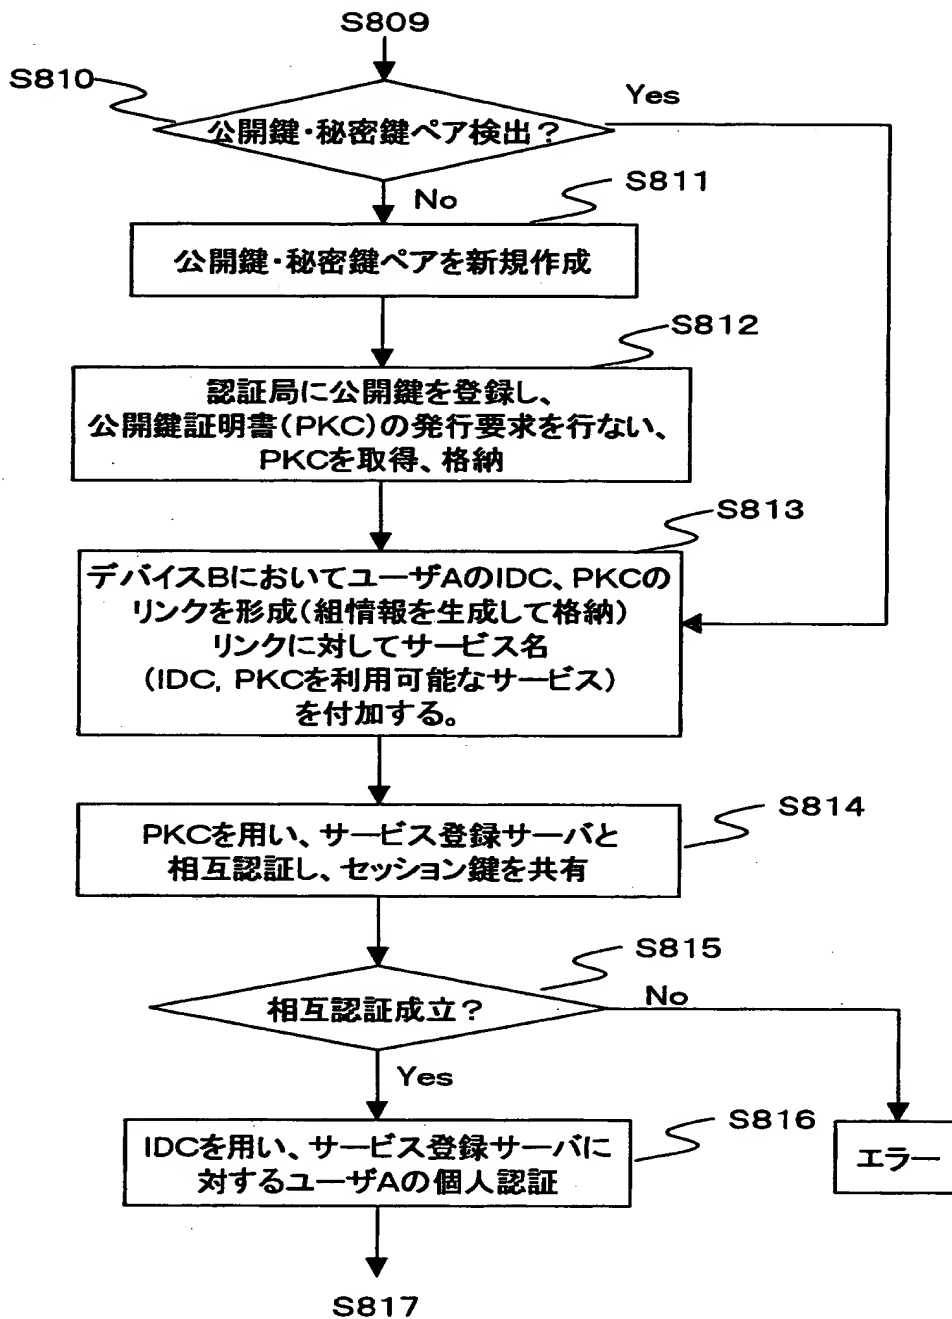 S809
S810
公開鍵・秘密鍵ペア検出？
Yes
No
S811
公開鍵・秘密鍵ペアを新規作成
S812
認証局に公開鍵を登録し、
公開鍵証明書(PKC)の発行要求を行ない、
PKCを取得、格納
S813
デバイスBにおいてユーザAのIDC、PKCの
リンクを形成(組情報を生成して格納)
リンクに対してサービス名
(IDC, PKCを利用可能なサービス)
を付加する。
S814
PKCを用い、サービス登録サーバと
相互認証し、セッション鍵を共有
S815
相互認証成立？
No
Yes
S816
IDCを用い、サービス登録サーバに
対するユーザAの個人認証
エラー
S817